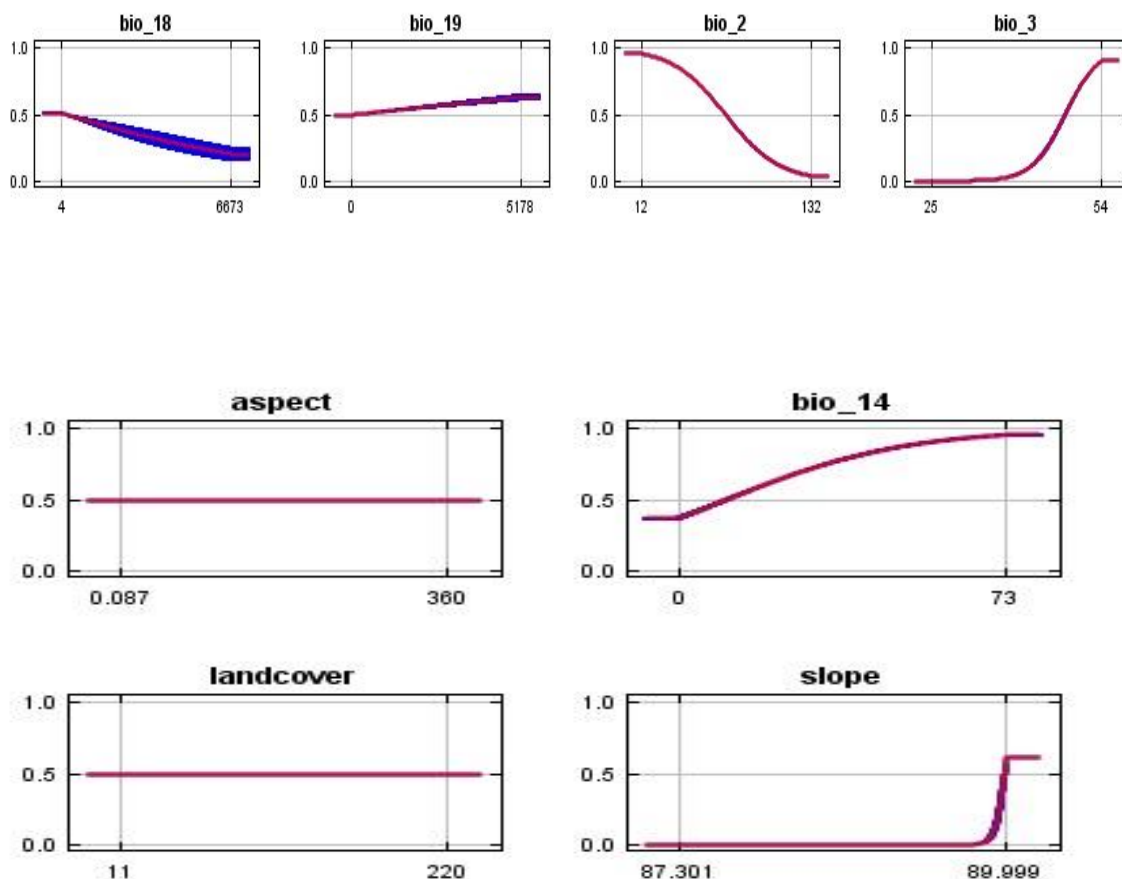 bio_18 bio_19 bio_2 bio_3
1.0 1.0 1.0 1.0
0.5 0.5 0.5 0.5
0.0 0.0 0.0 0.0
4 6673 0 5178 12 132 25 54
aspect bio_14
1.0 1.0
0.5 0.5
0.0 0.0
0.087 360 0 73
landcover slope
1.0 1.0
0.5 0.5
0.0 0.0
11 220 87.301 89.999